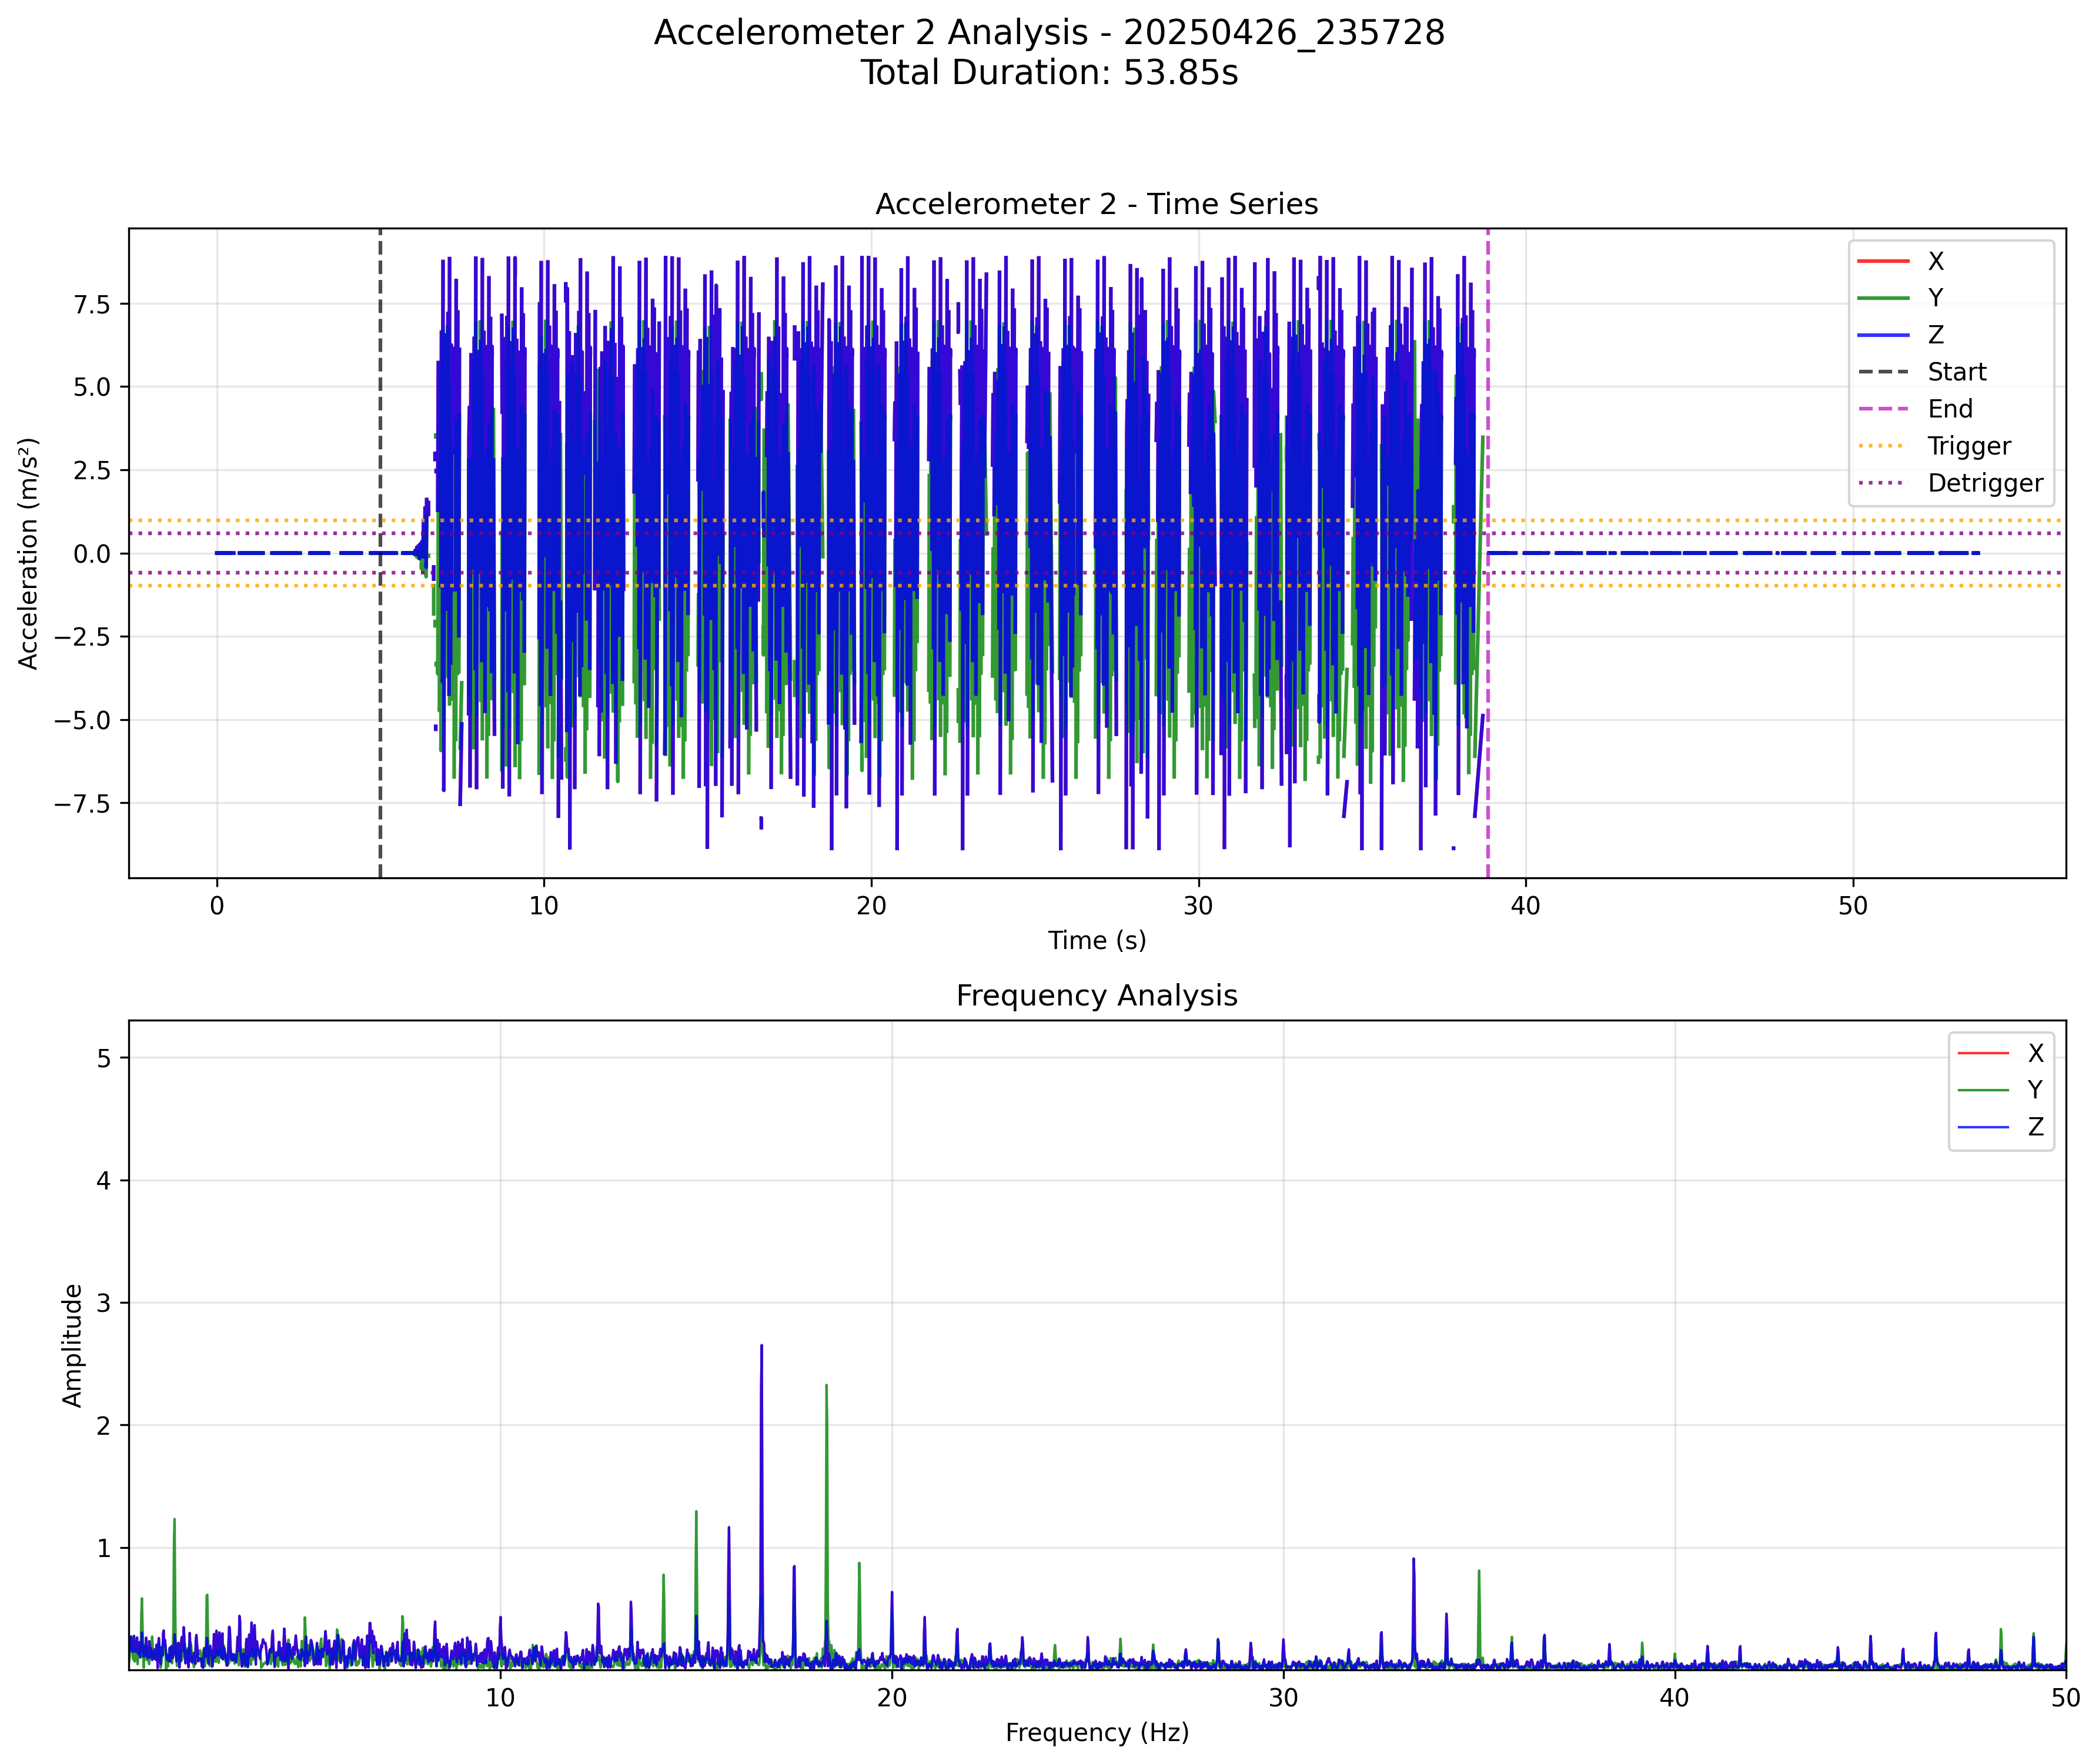 Accelerometer 2 Analysis - 20250426_235728
Total Duration: 53.85s
Accelerometer 2 - Time Series
Acceleration (m/s²)
7.5
5.0
2.5
0.0
−2.5
−5.0
−7.5
X
Y
Z
Start
End
Trigger
Detrigger
0 10 20 30 40 50
Time (s)
Frequency Analysis
Amplitude
5
4
3
2
1
X
Y
Z
10 20 30 40 50
Frequency (Hz)